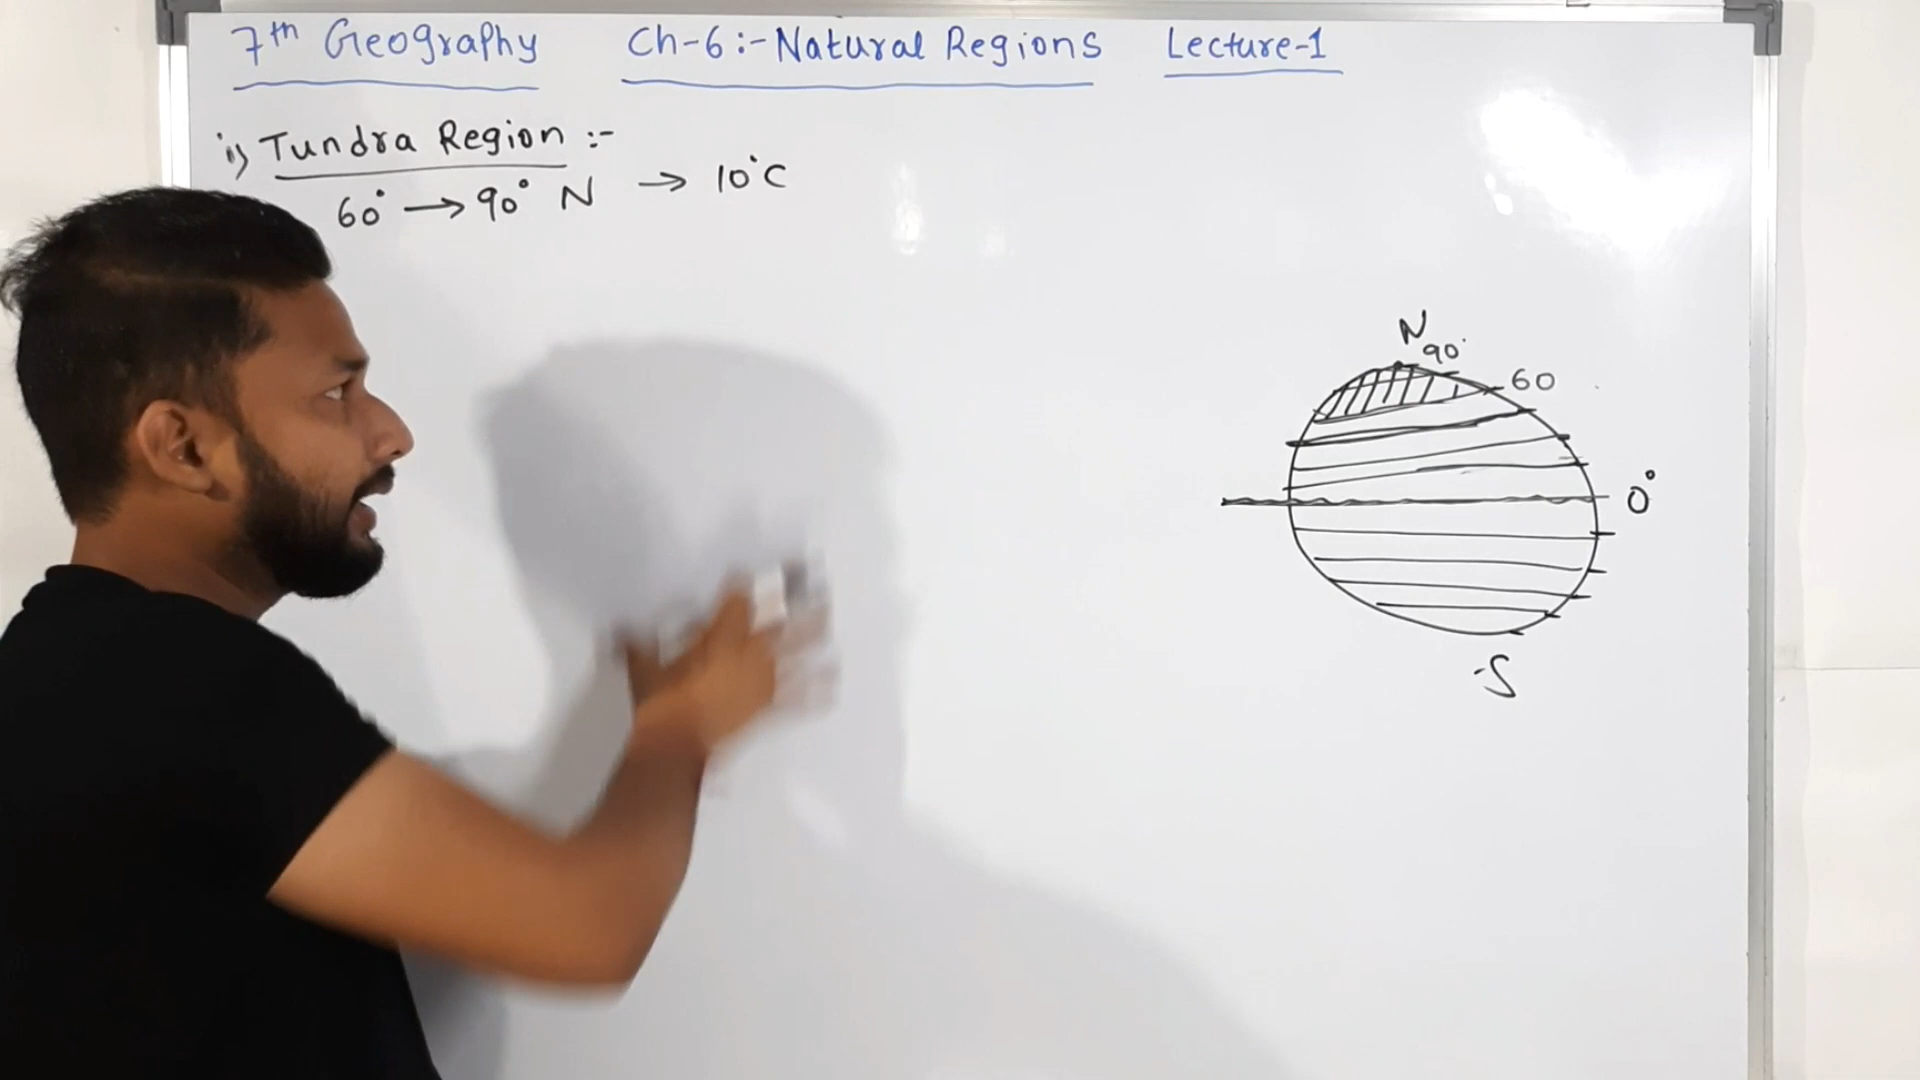 7th Geography Ch-6:- Natural Regions Lecture-1
i) Tundra Region :-
60° → 90° N → 10°C
N
90°
60
0°
S